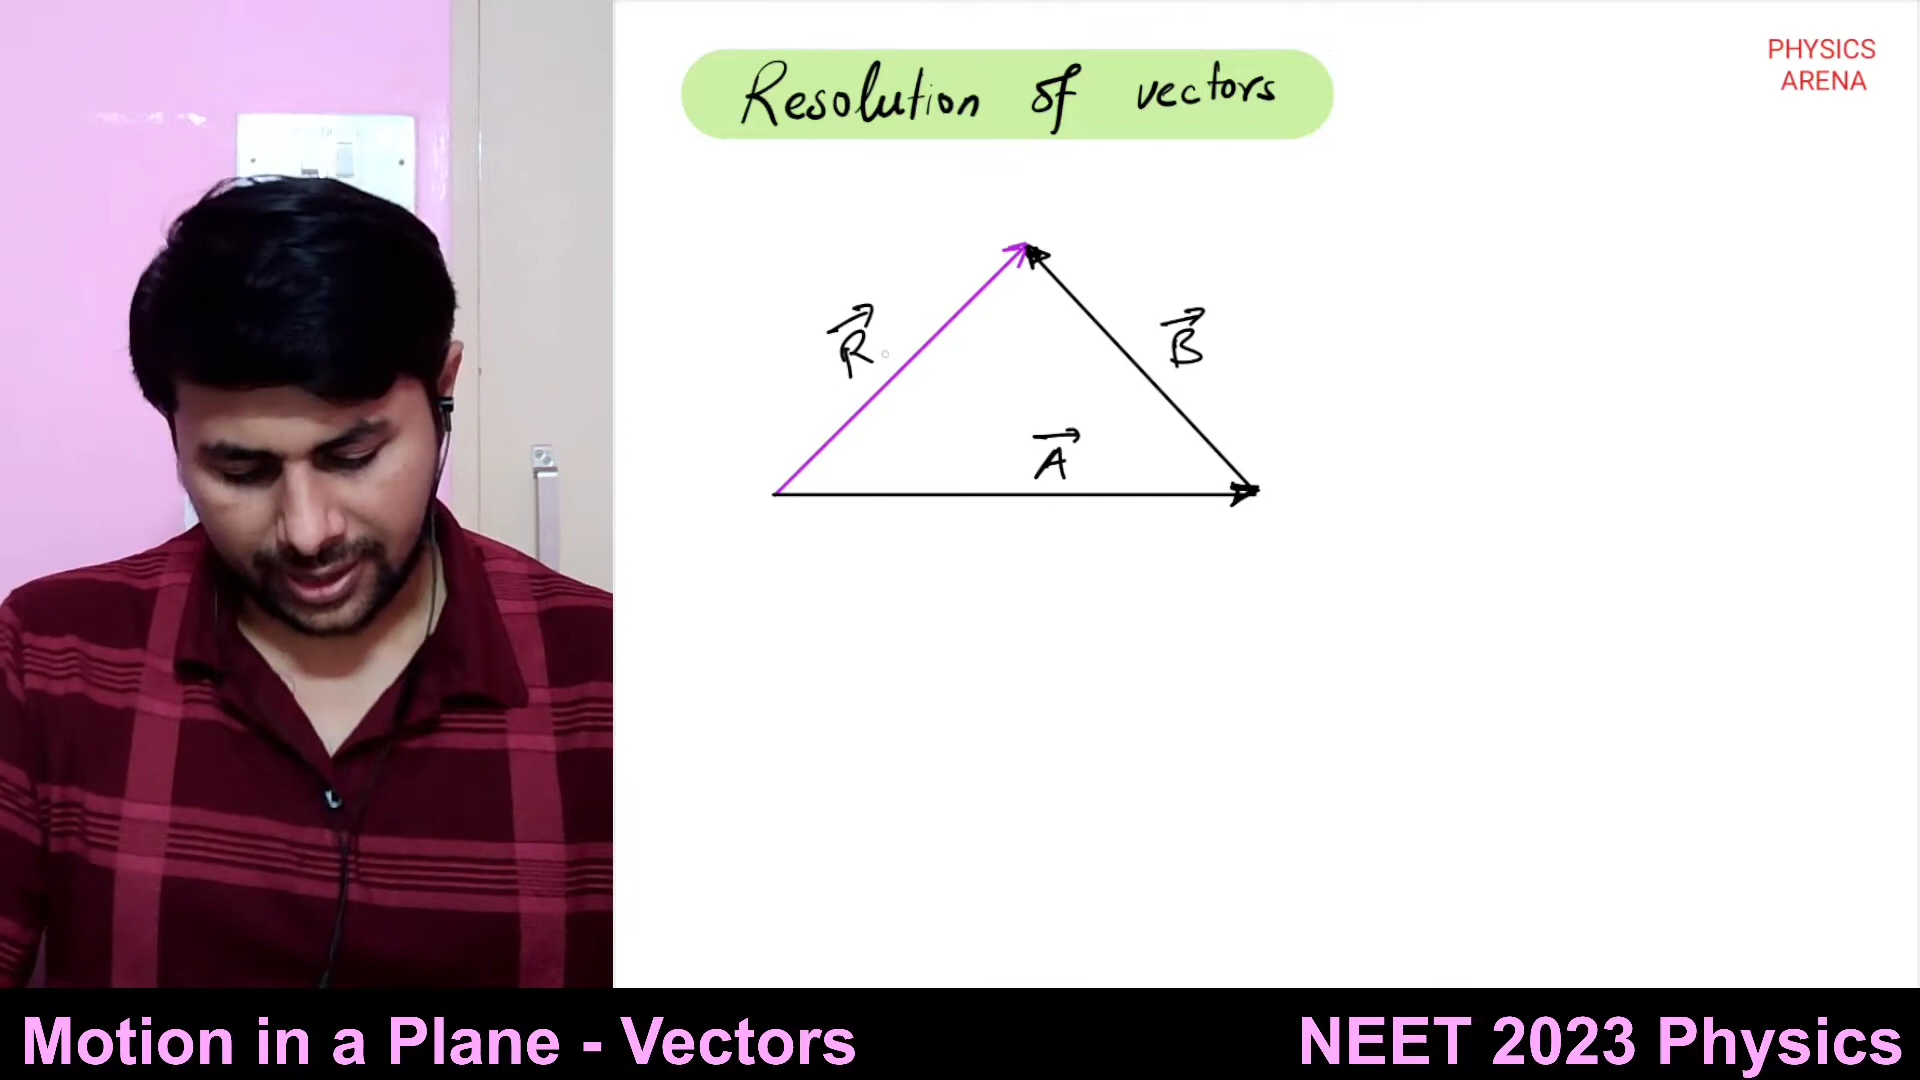 Resolution of vectors
PHYSICS
ARENA
R
B
A
Motion in a Plane - Vectors
NEET 2023 Physics